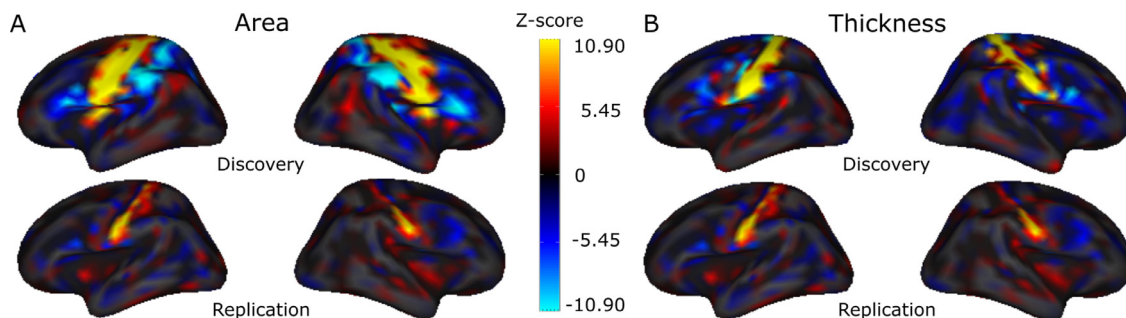 A
Area
Z-score
B
Thickness
10.90
5.45
0
-5.45
-10.90
Discovery
Discovery
Replication
Replication